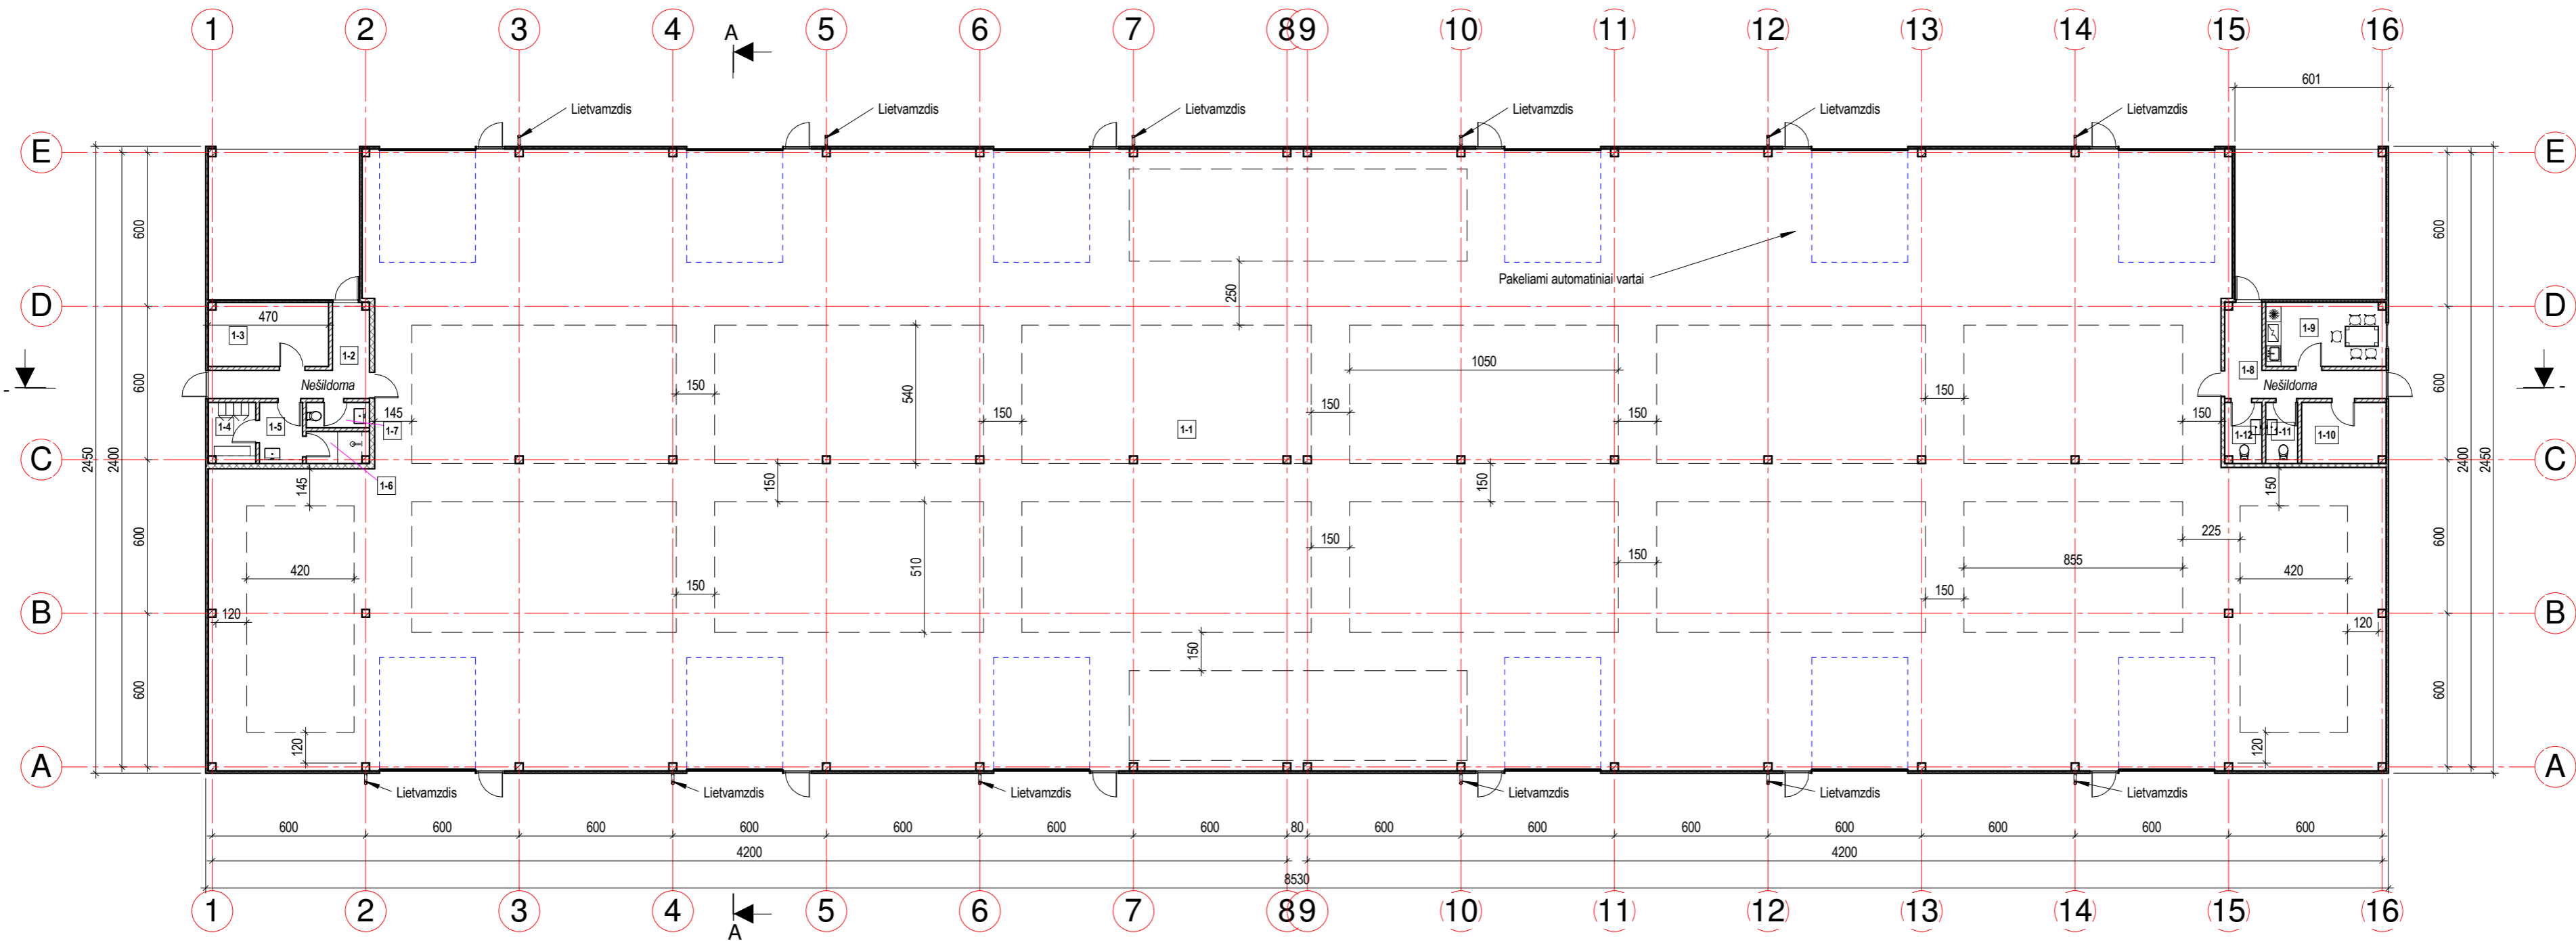 1 2 3 4 5 6 7 8 9 10 11 12 13 14 15 16
A
601
Lietvamzdis Lietvamzdis Lietvamzdis Lietvamzdis Lietvamzdis Lietvamzdis
E E
600 600
250
Pakeliami automatiniai vartai
D D
470
1-3
1-2
1-9
1050
Nešildoma
1-8
Nešildoma
600 600
- -
150 540 150
145 150 150 150 150 150
1-4 1-5 1-7
1-1
1-12 1-11 1-10
C C
2450 2400 2400 2450
145 150 150 150
1-6
225
150 150
420 510 855 420
150 150
600 600
B B
120 120
150
600 600
120 120
A A
Lietvamzdis Lietvamzdis Lietvamzdis Lietvamzdis Lietvamzdis Lietvamzdis
600 600 600 600 600 600 600 80 600 600 600 600 600 600 600
4200 4200
8530
1 2 3 4 5 6 7 8 9 10 11 12 13 14 15 16
A